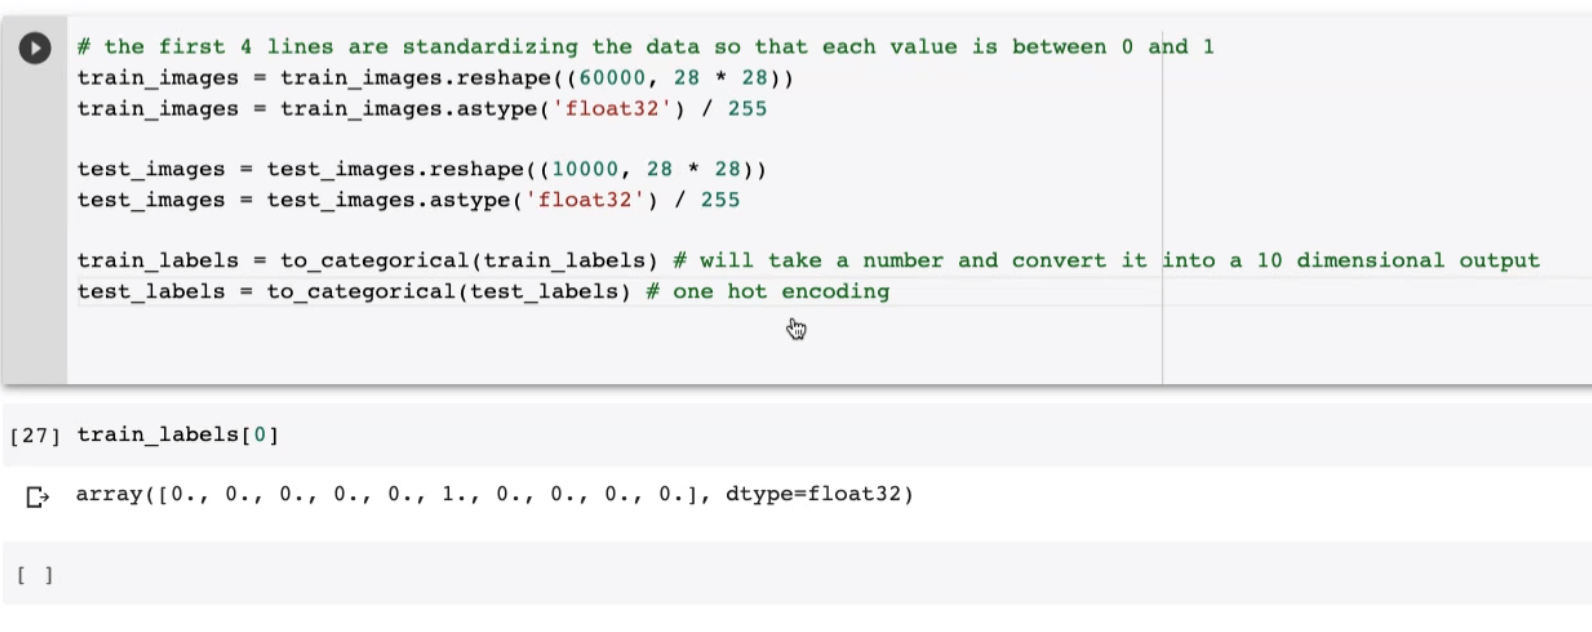 # the first 4 lines are standardizing the data so that each value is between 0 and 1
train_images = train_images.reshape((60000, 28 * 28))
train_images = train_images.astype('float32') / 255
test_images = test_images.reshape((10000, 28 * 28))
test_images = test_images.astype('float32') / 255
train_labels = to_categorical(train_labels) # will take a number and convert it into a 10 dimensional output
test_labels = to_categorical(test_labels) # one hot encoding
[27] train_labels[0]
array([0., 0., 0., 0., 0., 1., 0., 0., 0., 0.], dtype=float32)
[ ]